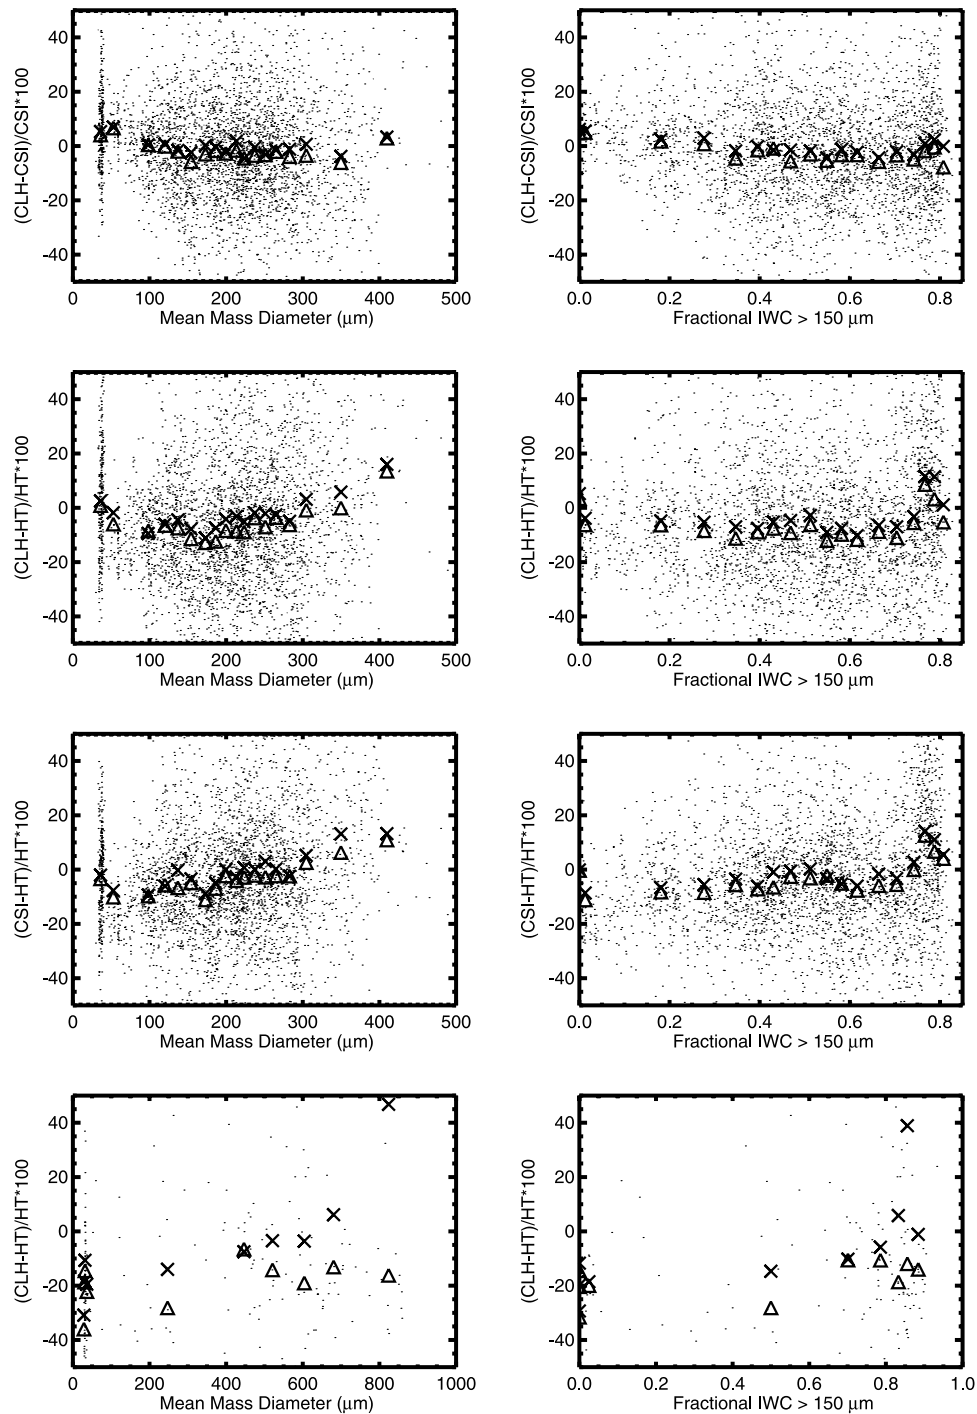 40
20
0
-20
-40
(CLH-CSI)/CSI*100
0 100 200 300 400 500
Mean Mass Diameter (μm)
40
20
0
-20
-40
(CLH-CSI)/CSI*100
0.0 0.2 0.4 0.6 0.8
Fractional IWC > 150 μm
40
20
0
-20
-40
(CLH-HT)/HT*100
0 100 200 300 400 500
Mean Mass Diameter (μm)
40
20
0
-20
-40
(CLH-HT)/HT*100
0.0 0.2 0.4 0.6 0.8
Fractional IWC > 150 μm
40
20
0
-20
-40
(CSI-HT)/HT*100
0 100 200 300 400 500
Mean Mass Diameter (μm)
40
20
0
-20
-40
(CSI-HT)/HT*100
0.0 0.2 0.4 0.6 0.8
Fractional IWC > 150 μm
40
20
0
-20
-40
(CLH-HT)/HT*100
0 200 400 600 800 1000
Mean Mass Diameter (μm)
40
20
0
-20
-40
(CLH-HT)/HT*100
0.0 0.2 0.4 0.6 0.8 1.0
Fractional IWC > 150 μm